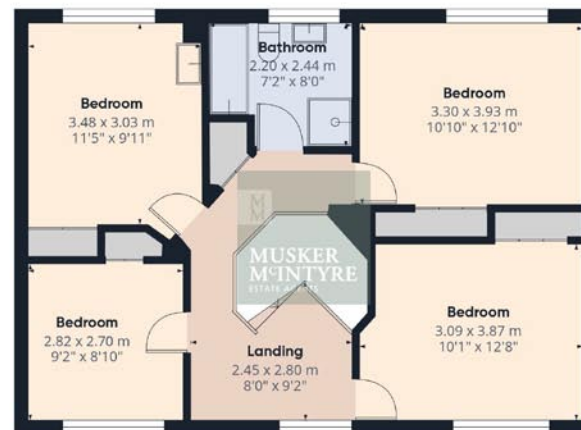 Bathroom
2.20 x 2.44 m
7'2" x 8'0"
Bedroom
3.48 x 3.03 m
11'5" x 9'11"
Bedroom
3.30 x 3.93 m
10'10" x 12'10"
MM
MUSKER
McINTYRE
ESTATE AGENTS
Bedroom
2.82 x 2.70 m
9'2" x 8'10"
Landing
2.45 x 2.80 m
8'0" x 9'2"
Bedroom
3.09 x 3.87 m
10'1" x 12'8"